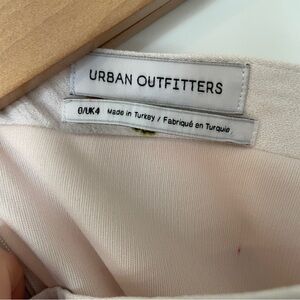 URBAN OUTFITTERS
0/UK4 Made in Turkey / Fabriqué en Turquie